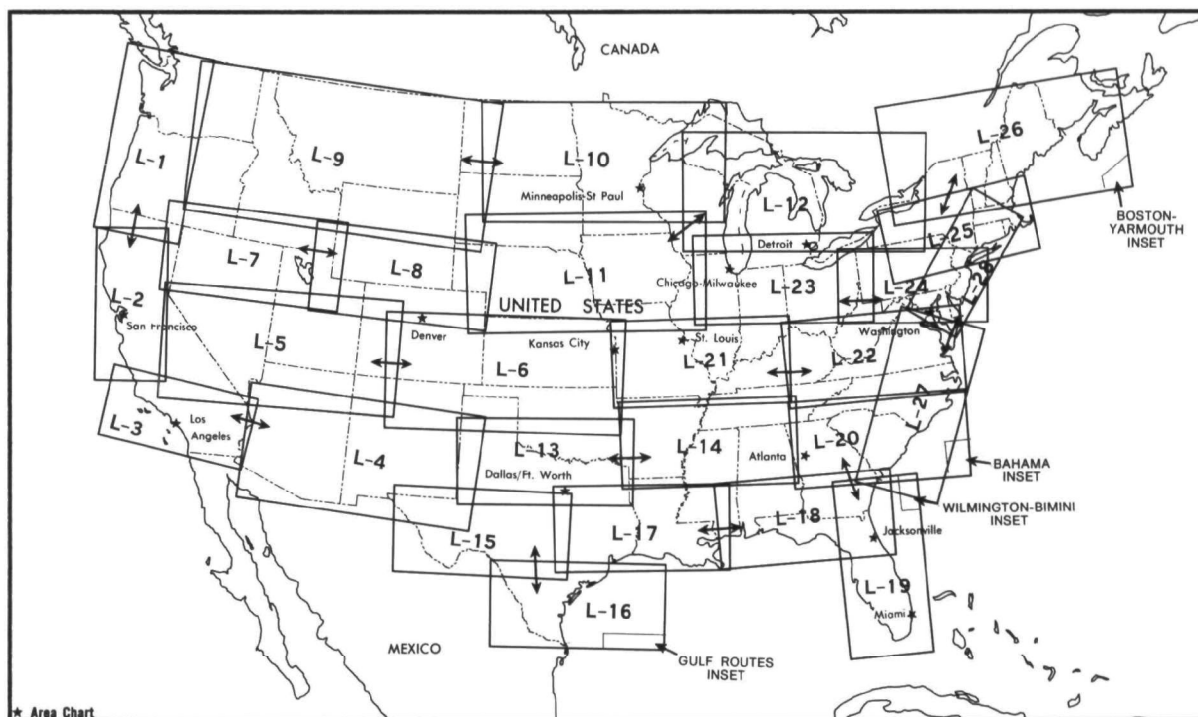 CANADA
L-1
L-9
L-10
Minneapolis-St Paul
L-12
L-26
BOSTON-
YARMOUTH
INSET
L-7
L-8
L-11
Detroit
L-25
Chicago-Milwaukee
L-23
L-24
L-28
L-2
San Francisco
UNITED STATES
Denver
Kansas City
St. Louis
Washington
L-5
L-6
L-21
L-22
L-27
L-3
Los
Angeles
L-4
L-13
Dallas/Ft. Worth
L-14
Atlanta
L-20
BAHAMA
INSET
WILMINGTON-BIMINI
INSET
L-15
L-17
L-18
Jacksonville
L-16
L-19
Miami
MEXICO
GULF ROUTES
INSET
★ Area Chart